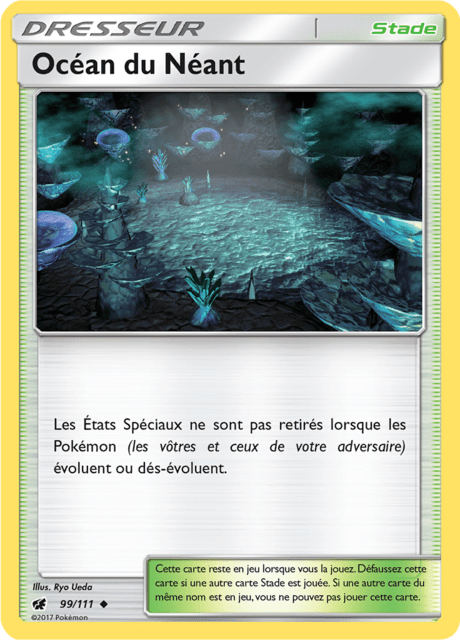 DRESSEUR
Stade
Océan du Néant
Les États Spéciaux ne sont pas retirés lorsque les
Pokémon (les vôtres et ceux de votre adversaire)
évoluent ou dés-évoluent.
Cette carte reste en jeu lorsque vous la jouez. Défaussez cette
carte si une autre carte Stade est jouée. Si une autre carte du
même nom est en jeu, vous ne pouvez pas jouer cette carte.
Illus. Ryo Ueda
99/111
©2017 Pokémon